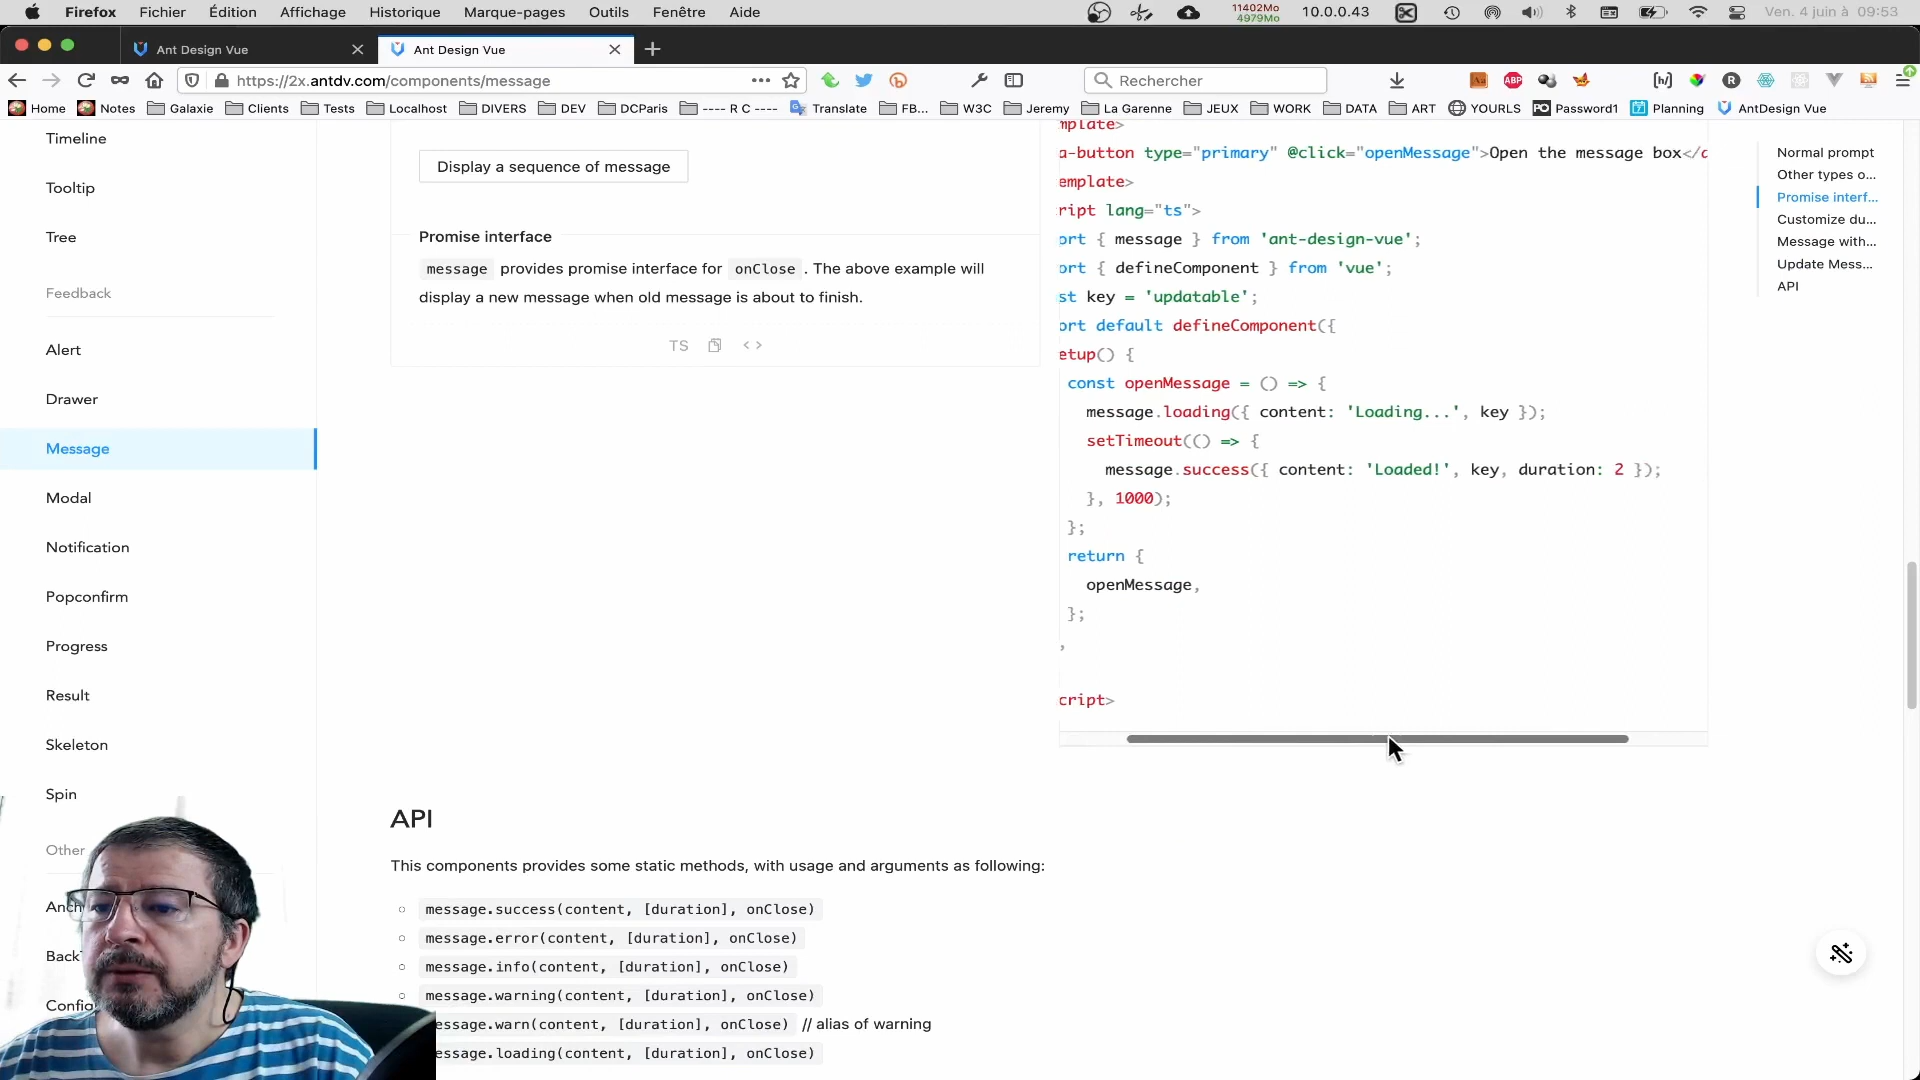 Firefox Fichier Édition Affichage Historique Marque-pages Outils Fenêtre Aide 11402Mo 4979Mo 10.0.0.43 Ven. 4 juin à 09:53
Ant Design Vue Ant Design Vue
https://2x.antdv.com/components/message Rechercher
Home Notes Galaxie Clients Tests Localhost DIVERS DEV DCParis ---- R C ---- Translate FB... W3C Jeremy La Garenne JEUX WORK DATA ART YOURLS Password1 Planning AntDesign Vue
Timeline
Tooltip
Tree
Feedback
Alert
Drawer
Message
Modal
Notification
Popconfirm
Progress
Result
Skeleton
Spin
Other
Anch
Back
Config
Display a sequence of message
Promise interface
message provides promise interface for onClose . The above example will
display a new message when old message is about to finish.
TS
mplate>
a-button type="primary" @click="openMessage">Open the message box</a
emplate>
ript lang="ts">
ort { message } from 'ant-design-vue';
ort { defineComponent } from 'vue';
st key = 'updatable';
ort default defineComponent({
etup() {
const openMessage = () => {
message.loading({ content: 'Loading...', key });
setTimeout(() => {
message.success({ content: 'Loaded!', key, duration: 2 });
}, 1000);
};
return {
openMessage,
};
,
cript>
Normal prompt
Other types o...
Promise interf...
Customize du...
Message with...
Update Mess...
API
API
This components provides some static methods, with usage and arguments as following:
message.success(content, [duration], onClose)
message.error(content, [duration], onClose)
message.info(content, [duration], onClose)
message.warning(content, [duration], onClose)
essage.warn(content, [duration], onClose) // alias of warning
essage.loading(content, [duration], onClose)